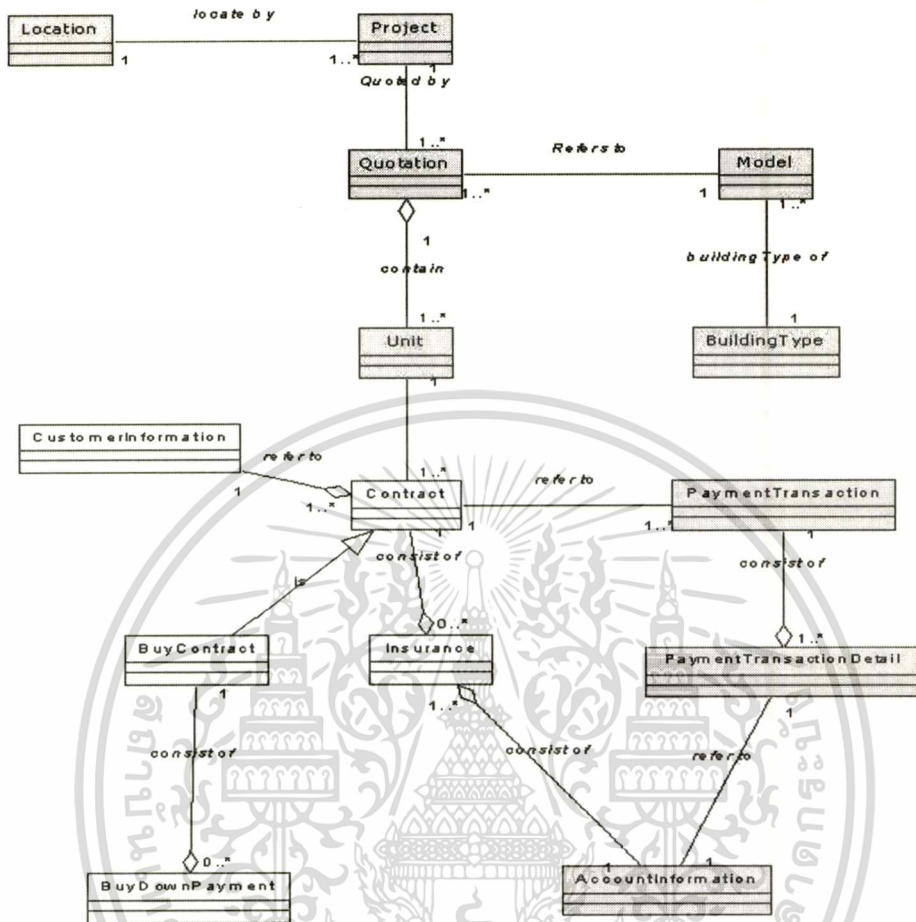 locate by
Location
Project
1
1..*
1
Quoted by
1..*
Quotation
Refers to
Model
1..*
1
1..*
1
contain
buildingType of
1..*
1
Unit
BuildingType
1
CustomerInformation
refer to
1..*
refer to
1
Contract
PaymentTransaction
1..*
1
1
1..*
1
consist of
consist of
is
0..*
1..*
BuyContract
Insurance
PaymentTransactionDetail
1
1..*
1
consist of
consist of
refer to
0..*
1
1
BuyDownPayment
AccountInformation